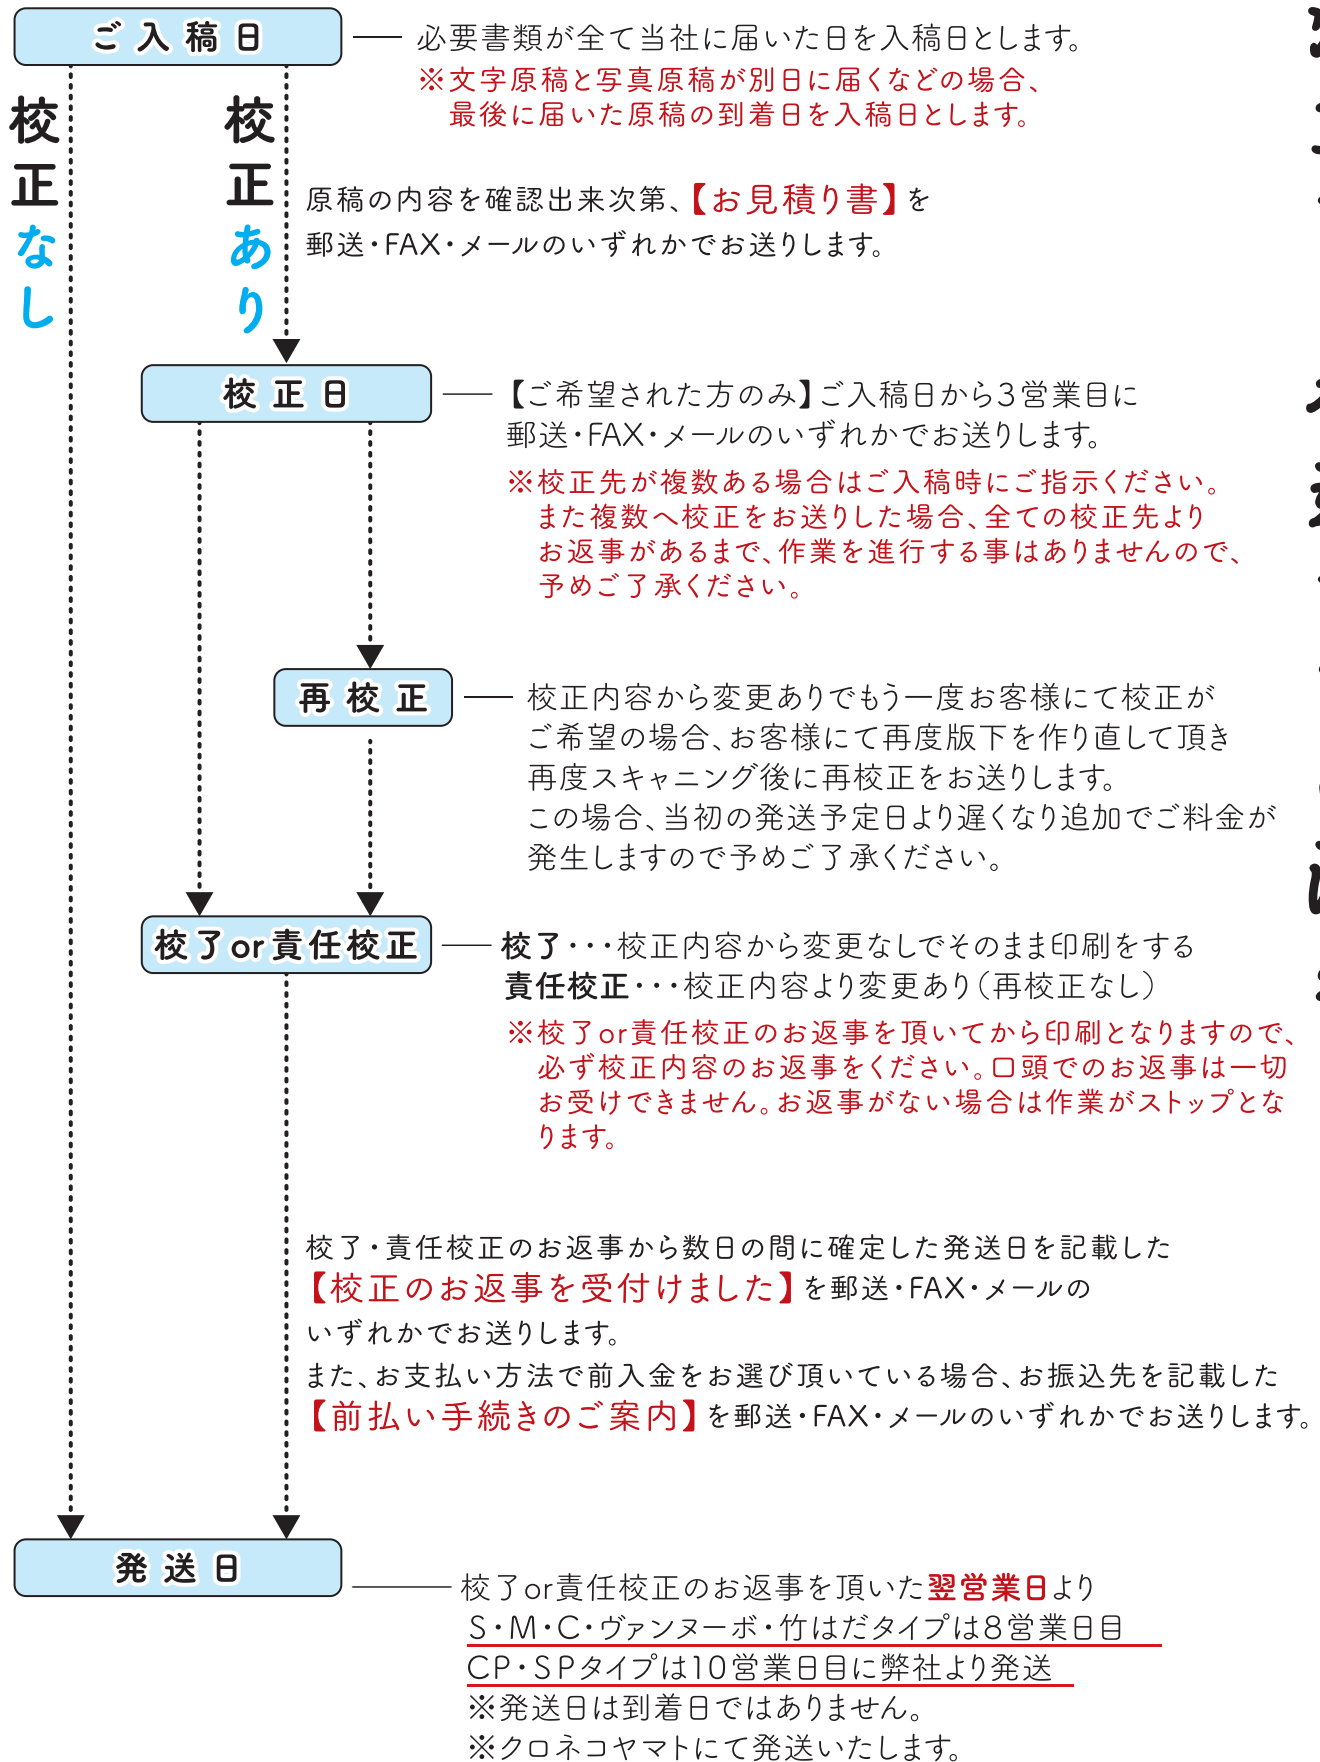 ご入稿日
必要書類が全て当社に届いた日を入稿日とします。
※文字原稿と写真原稿が別日に届くなどの場合、
最後に届いた原稿の到着日を入稿日とします。
校正なし
校正あり
原稿の内容を確認出来次第、【お見積り書】を
郵送・FAX・メールのいずれかでお送りします。
校正日
【ご希望された方のみ】ご入稿日から3営業目に
郵送・FAX・メールのいずれかでお送りします。
※校正先が複数ある場合はご入稿時にご指示ください。
また複数へ校正をお送りした場合、全ての校正先より
お返事があるまで、作業を進行する事はありませんので、
予めご了承ください。
再校正
校正内容から変更ありでもう一度お客様にて校正が
ご希望の場合、お客様にて再度版下を作り直して頂き
再度スキャニング後に再校正をお送りします。
この場合、当初の発送予定日より遅くなり追加でご料金が
発生しますので予めご了承ください。
校了or責任校正
校了・・・校正内容から変更なしでそのまま印刷をする
責任校正・・・校正内容より変更あり（再校正なし）
※校了or責任校正のお返事を頂いてから印刷となりますので、
必ず校正内容のお返事をください。口頭でのお返事は一切
お受けできません。お返事がない場合は作業がストップとな
ります。
校了・責任校正のお返事から数日の間に確定した発送日を記載した
【校正のお返事を受付けました】を郵送・FAX・メールの
いずれかでお送りします。
また、お支払い方法で前入金をお選び頂いている場合、お振込先を記載した
【前払い手続きのご案内】を郵送・FAX・メールのいずれかでお送りします。
発送日
校了or責任校正のお返事を頂いた翌営業日より
S・M・C・ヴァンヌーボ・竹はだタイプは8営業日目
CP・SPタイプは10営業日目に弊社より発送
※発送日は到着日ではありません。
※クロネコヤマトにて発送いたします。